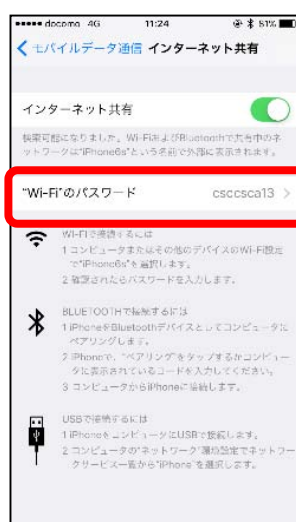 docomo 4G 11:24 81%
モバイルデータ通信 インターネット共有
インターネット共有
検索可能になりました。Wi-FiおよびBluetoothで共有中のネ
ットワークは"iPhone6s"という名前で外部に表示されます。
"Wi-Fi"のパスワード csccsca13
WI-FIで接続するには
1 コンピュータまたはその他のデバイスのWi-Fi設定
で"iPhone6s"を選択します。
2 確認されたらパスワードを入力します。
BLUETOOTHで接続するには
1 iPhoneをBluetoothデバイスとしてコンピュータに
ペアリングします。
2 iPhoneで、"ペアリング"をタップするかコンピュー
タに表示されているコードを入力してください。
3 コンピュータからiPhoneに接続します。
USBで接続するには
1 iPhoneをコンピュータにUSBで接続します。
2 コンピュータの"ネットワーク"環境設定でネットワー
クサービス一覧から"iPhone"を選択します。